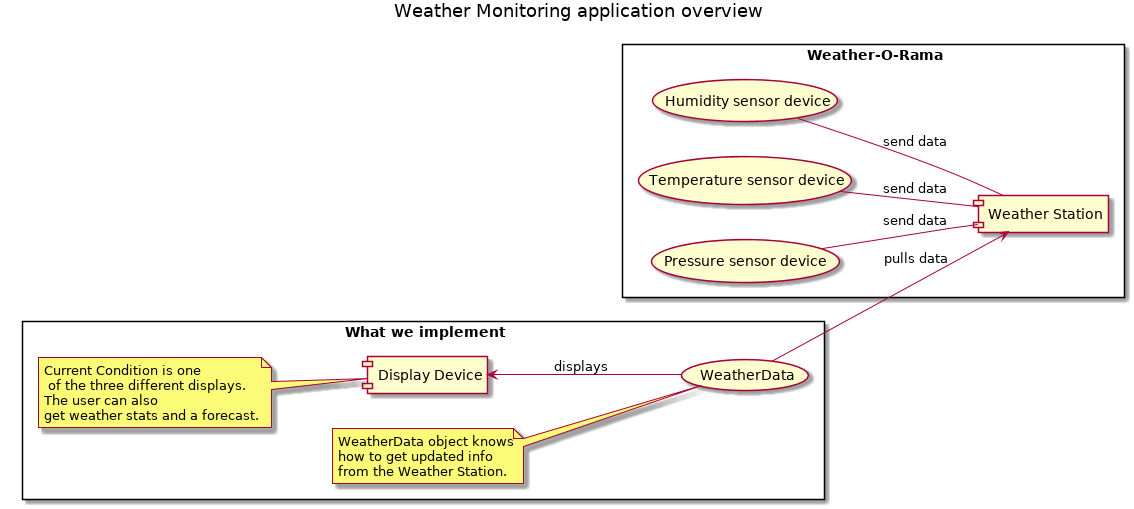 Weather Monitoring application overview
Weather-O-Rama
Humidity sensor device
send data
Temperature sensor device
send data
Weather Station
send data
Pressure sensor device
pulls data
What we implement
Current Condition is one
of the three different displays.
The user can also
get weather stats and a forecast.
Display Device
displays
WeatherData
WeatherData object knows
how to get updated info
from the Weather Station.